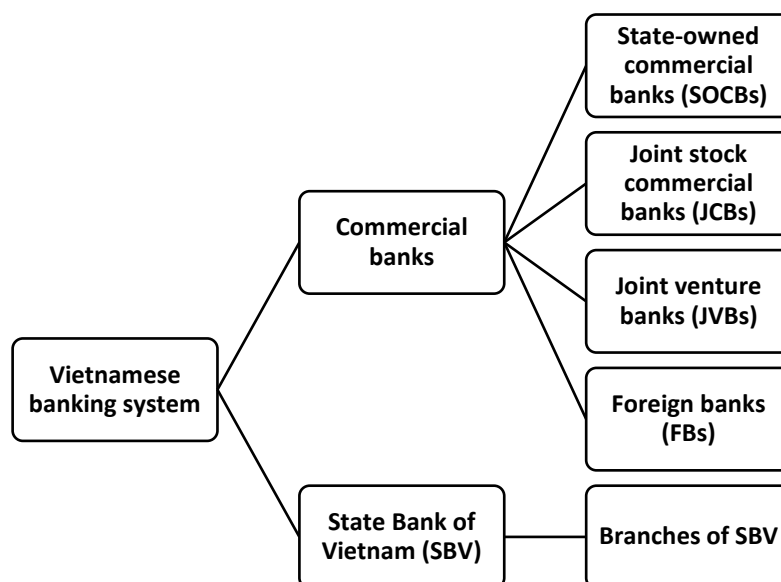 State-owned
commercial
banks (SOCBs)
Joint stock
commercial
banks (JCBs)
Commercial
banks
Joint venture
banks (JVBs)
Vietnamese
banking system
Foreign banks
(FBs)
State Bank of
Vietnam (SBV)
Branches of SBV